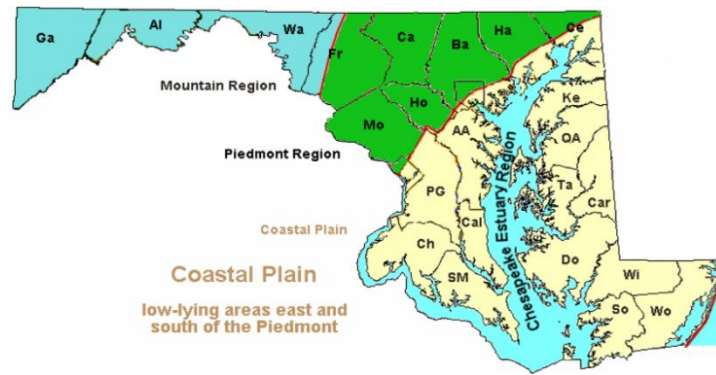 Ga
Al
Wa
Fr
Ca
Ba
Ha
Ce
Mountain Region
Ho
Mo
Piedmont Region
AA
Ke
QA
PG
Cal
Ta
Car
Chesapeake Estuary Region
Coastal Plain
Ch
SM
Do
Wi
So
Wo
Coastal Plain
low-lying areas east and
south of the Piedmont